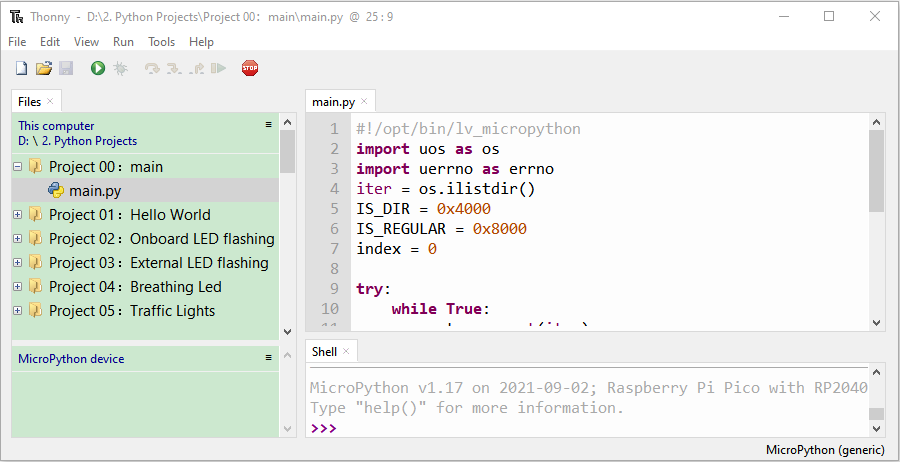 Thonny - D:\2. Python Projects\Project 00：main\main.py @ 25:9
File Edit View Run Tools Help
STOP
Files ×
This computer ≡
D: \ 2. Python Projects
Project 00：main
main.py
Project 01：Hello World
Project 02：Onboard LED flashing
Project 03：External LED flashing
Project 04：Breathing Led
Project 05：Traffic Lights
MicroPython device ≡
main.py ×
1 #!/opt/bin/lv_micropython
2 import uos as os
3 import uerrno as errno
4 iter = os.ilistdir()
5 IS_DIR = 0x4000
6 IS_REGULAR = 0x8000
7 index = 0
8
9 try:
10 while True:
Shell ×
MicroPython v1.17 on 2021-09-02; Raspberry Pi Pico with RP2040
Type "help()" for more information.
>>>
MicroPython (generic)